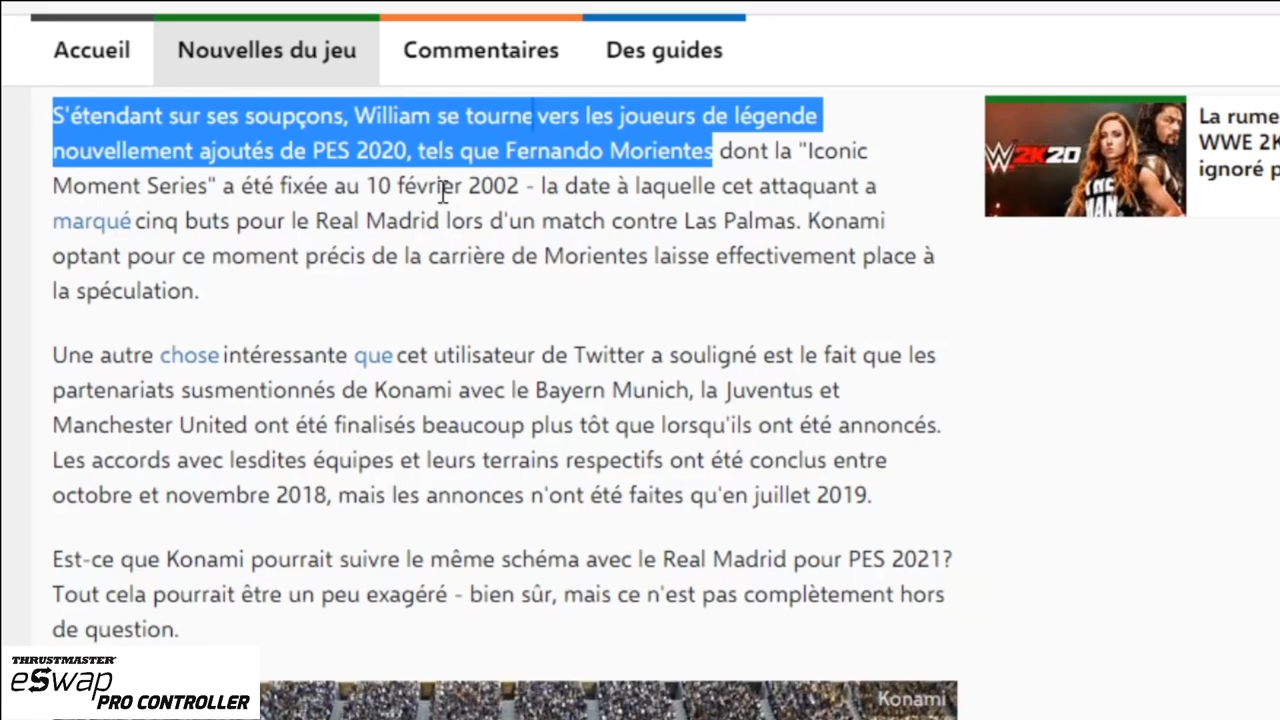 Accueil
Nouvelles du jeu
Commentaires
Des guides
S'étendant sur ses soupçons, William se tourne vers les joueurs de légende
nouvellement ajoutés de PES 2020, tels que Fernando Morientes dont la "Iconic
Moment Series" a été fixée au 10 février 2002 - la date à laquelle cet attaquant a
marqué cinq buts pour le Real Madrid lors d'un match contre Las Palmas. Konami
optant pour ce moment précis de la carrière de Morientes laisse effectivement place à
la spéculation.
Une autre chose intéressante que cet utilisateur de Twitter a souligné est le fait que les
partenariats susmentionnés de Konami avec le Bayern Munich, la Juventus et
Manchester United ont été finalisés beaucoup plus tôt que lorsqu'ils ont été annoncés.
Les accords avec lesdites équipes et leurs terrains respectifs ont été conclus entre
octobre et novembre 2018, mais les annonces n'ont été faites qu'en juillet 2019.
Est-ce que Konami pourrait suivre le même schéma avec le Real Madrid pour PES 2021?
Tout cela pourrait être un peu exagéré - bien sûr, mais ce n'est pas complètement hors
de question.
W2K20
La rume
WWE 2K
ignoré p
THRUSTMASTER
eSwap
PRO CONTROLLER
Konami